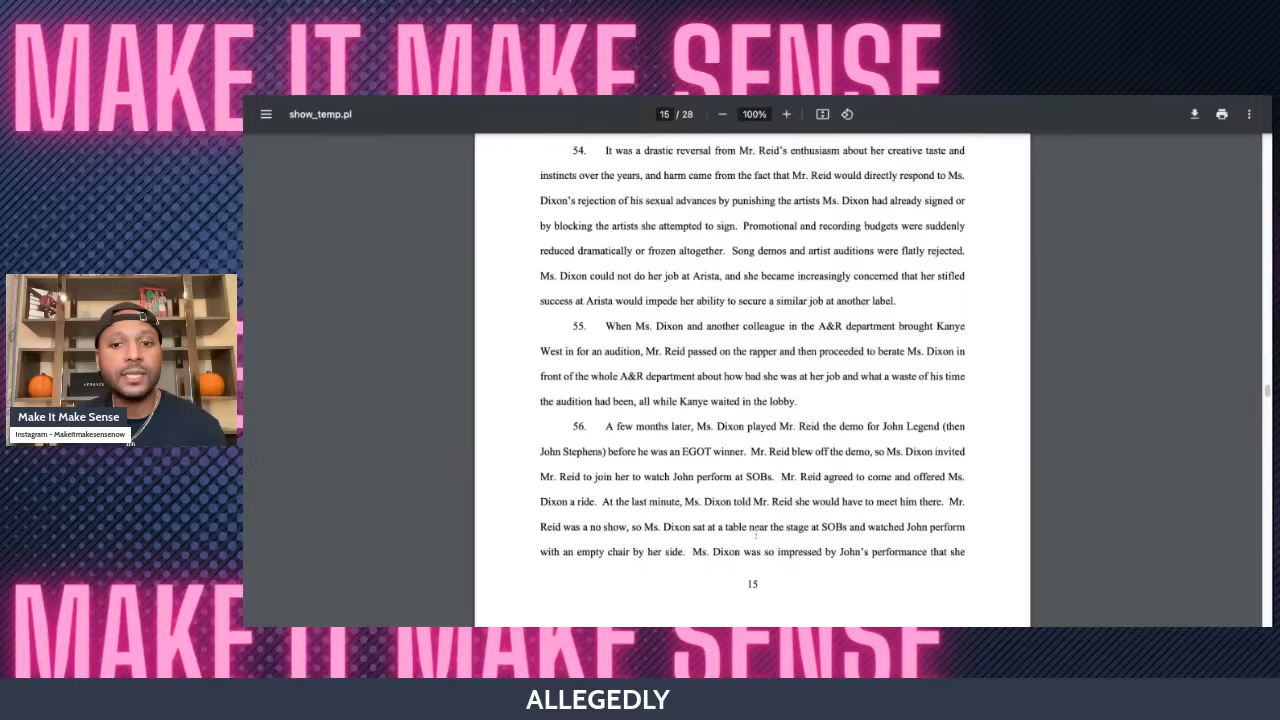 MAKE IT MAKE SENSE
show_temp.pl
15 / 28
100%
54. It was a drastic reversal from Mr. Reid's enthusiasm about her creative taste and
instincts over the years, and harm came from the fact that Mr. Reid would directly respond to Ms.
Dixon's rejection of his sexual advances by punishing the artists Ms. Dixon had already signed or
by blocking the artists she attempted to sign. Promotional and recording budgets were suddenly
reduced dramatically or frozen altogether. Song demos and artist auditions were flatly rejected.
Ms. Dixon could not do her job at Arista, and she became increasingly concerned that her stifled
success at Arista would impede her ability to secure a similar job at another label.
55. When Ms. Dixon and another colleague in the A&R department brought Kanye
West in for an audition, Mr. Reid passed on the rapper and then proceeded to berate Ms. Dixon in
front of the whole A&R department about how bad she was at her job and what a waste of his time
the audition had been, all while Kanye waited in the lobby.
56. A few months later, Ms. Dixon played Mr. Reid the demo for John Legend (then
John Stephens) before he was an EGOT winner. Mr. Reid blew off the demo, so Ms. Dixon invited
Mr. Reid to join her to watch John perform at SOBs. Mr. Reid agreed to come and offered Ms.
Dixon a ride. At the last minute, Ms. Dixon told Mr. Reid she would have to meet him there. Mr.
Reid was a no show, so Ms. Dixon sat at a table near the stage at SOBs and watched John perform
with an empty chair by her side. Ms. Dixon was so impressed by John's performance that she
15
Make It Make Sense
Instagram - Makeitmakesensenow
MAKE IT MAKE SENSE
ALLEGEDLY